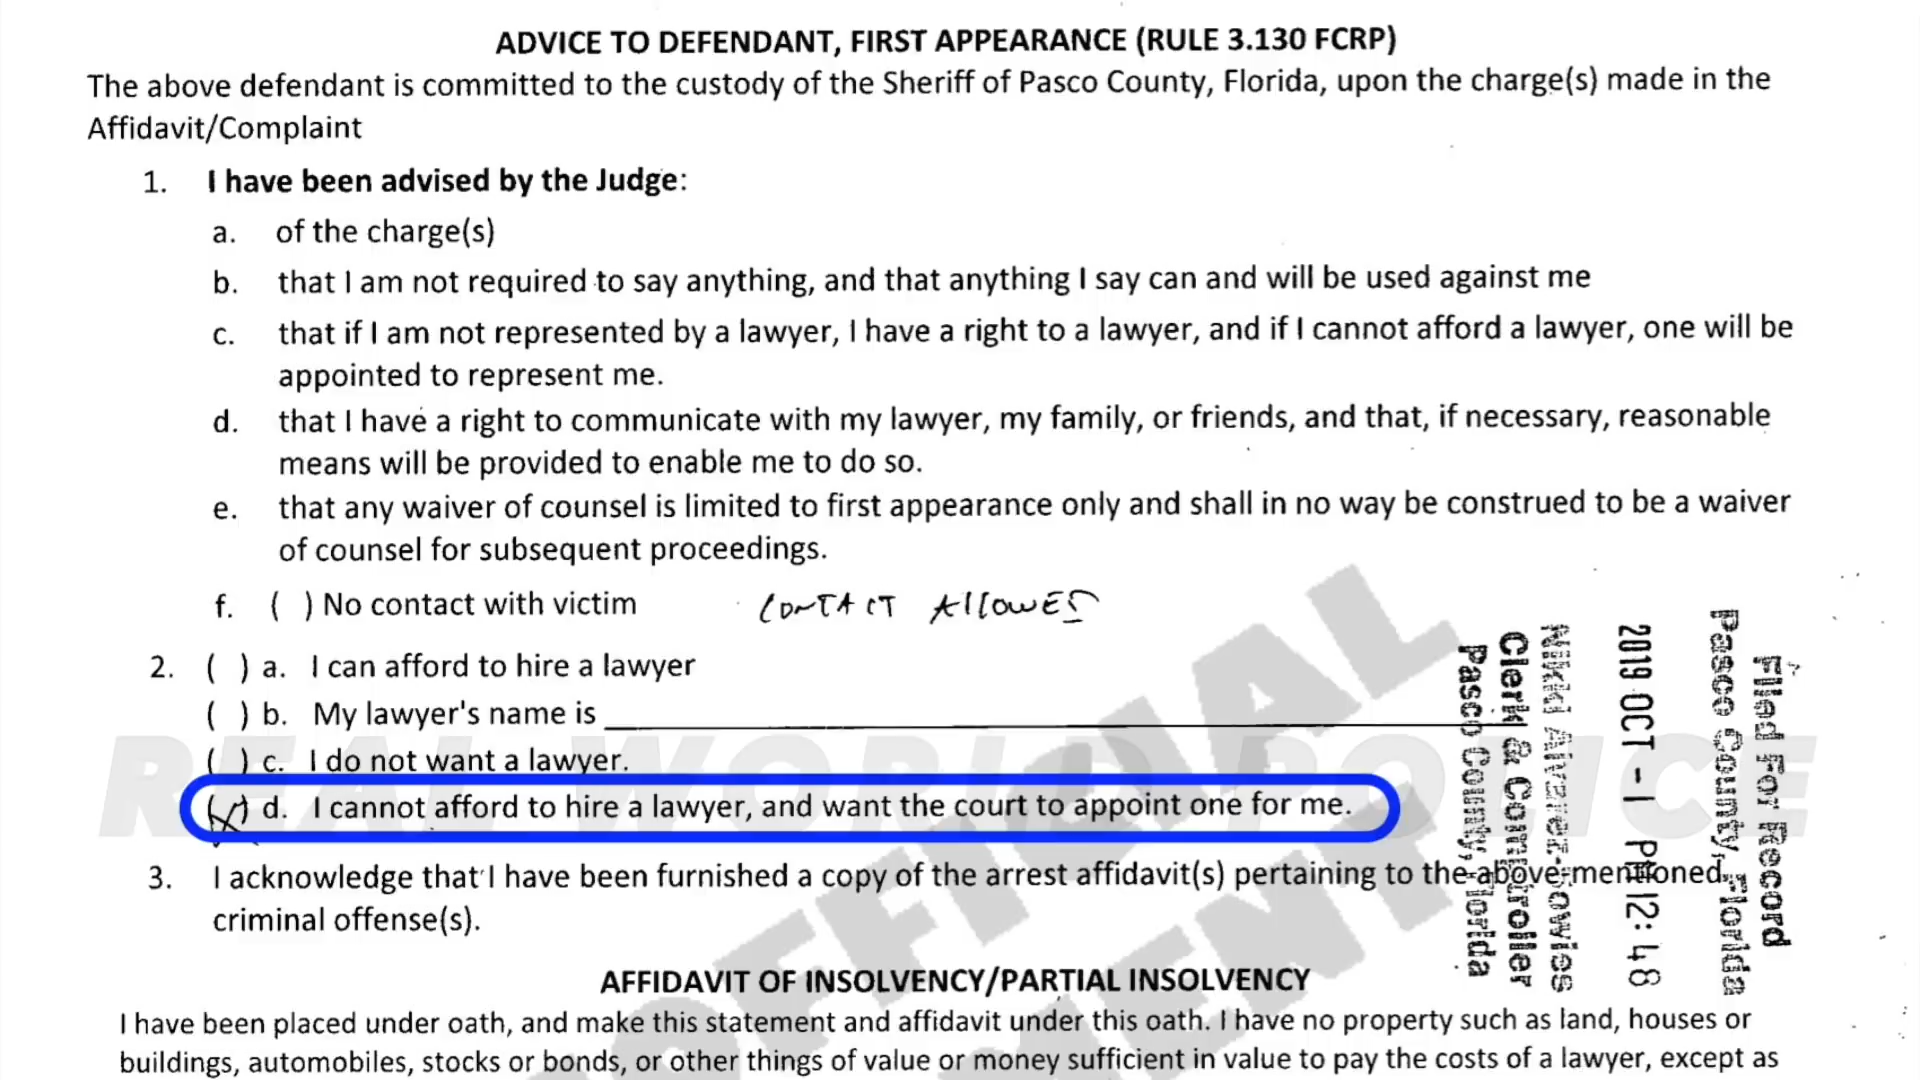 ADVICE TO DEFENDANT, FIRST APPEARANCE (RULE 3.130 FCRP)
The above defendant is committed to the custody of the Sheriff of Pasco County, Florida, upon the charge(s) made in the
Affidavit/Complaint
1. I have been advised by the Judge:
a. of the charge(s)
b. that I am not required to say anything, and that anything I say can and will be used against me
c. that if I am not represented by a lawyer, I have a right to a lawyer, and if I cannot afford a lawyer, one will be
appointed to represent me.
d. that I have a right to communicate with my lawyer, my family, or friends, and that, if necessary, reasonable
means will be provided to enable me to do so.
e. that any waiver of counsel is limited to first appearance only and shall in no way be construed to be a waiver
of counsel for subsequent proceedings.
f. ( ) No contact with victim CONTACT ALLOWED
2. ( ) a. I can afford to hire a lawyer
( ) b. My lawyer's name is
( ) c. I do not want a lawyer.
(X) d. I cannot afford to hire a lawyer, and want the court to appoint one for me.
3. I acknowledge that I have been furnished a copy of the arrest affidavit(s) pertaining to the above-mentioned
criminal offense(s).
AFFIDAVIT OF INSOLVENCY/PARTIAL INSOLVENCY
I have been placed under oath, and make this statement and affidavit under this oath. I have no property such as land, houses or
buildings, automobiles, stocks or bonds, or other things of value or money sufficient in value to pay the costs of a lawyer, except as
Filed For Record
Pasco County, Florida
2019 OCT -1 PM 12:48
Nikki Alvarez-Sowles
Clerk & Comptroller
Pasco County, Florida
REAL WORLD POLICE